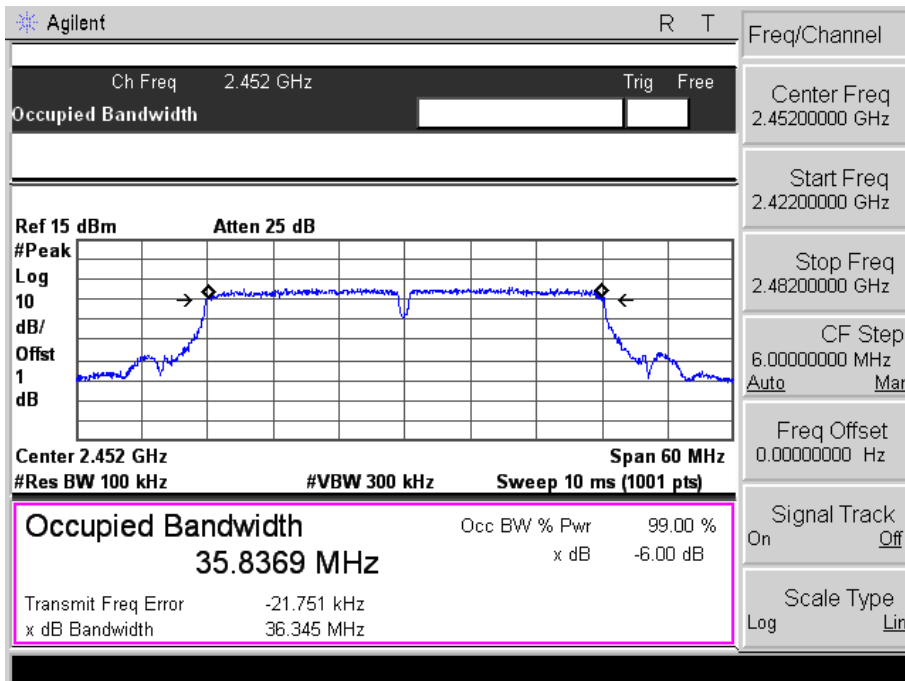 Agilent R T
Ch Freq 2.452 GHz Trig Free
Occupied Bandwidth
Ref 15 dBm Atten 25 dB
#Peak
Log
10
dB/
Offst
1
dB
Center 2.452 GHz Span 60 MHz
#Res BW 100 kHz #VBW 300 kHz Sweep 10 ms (1001 pts)
Occupied Bandwidth Occ BW % Pwr 99.00 %
35.8369 MHz x dB -6.00 dB
Transmit Freq Error -21.751 kHz
x dB Bandwidth 36.345 MHz
Freq/Channel
Center Freq
2.45200000 GHz
Start Freq
2.42200000 GHz
Stop Freq
2.48200000 GHz
CF Step
6.00000000 MHz
Auto Man
Freq Offset
0.00000000 Hz
Signal Track
On Off
Scale Type
Log Lin